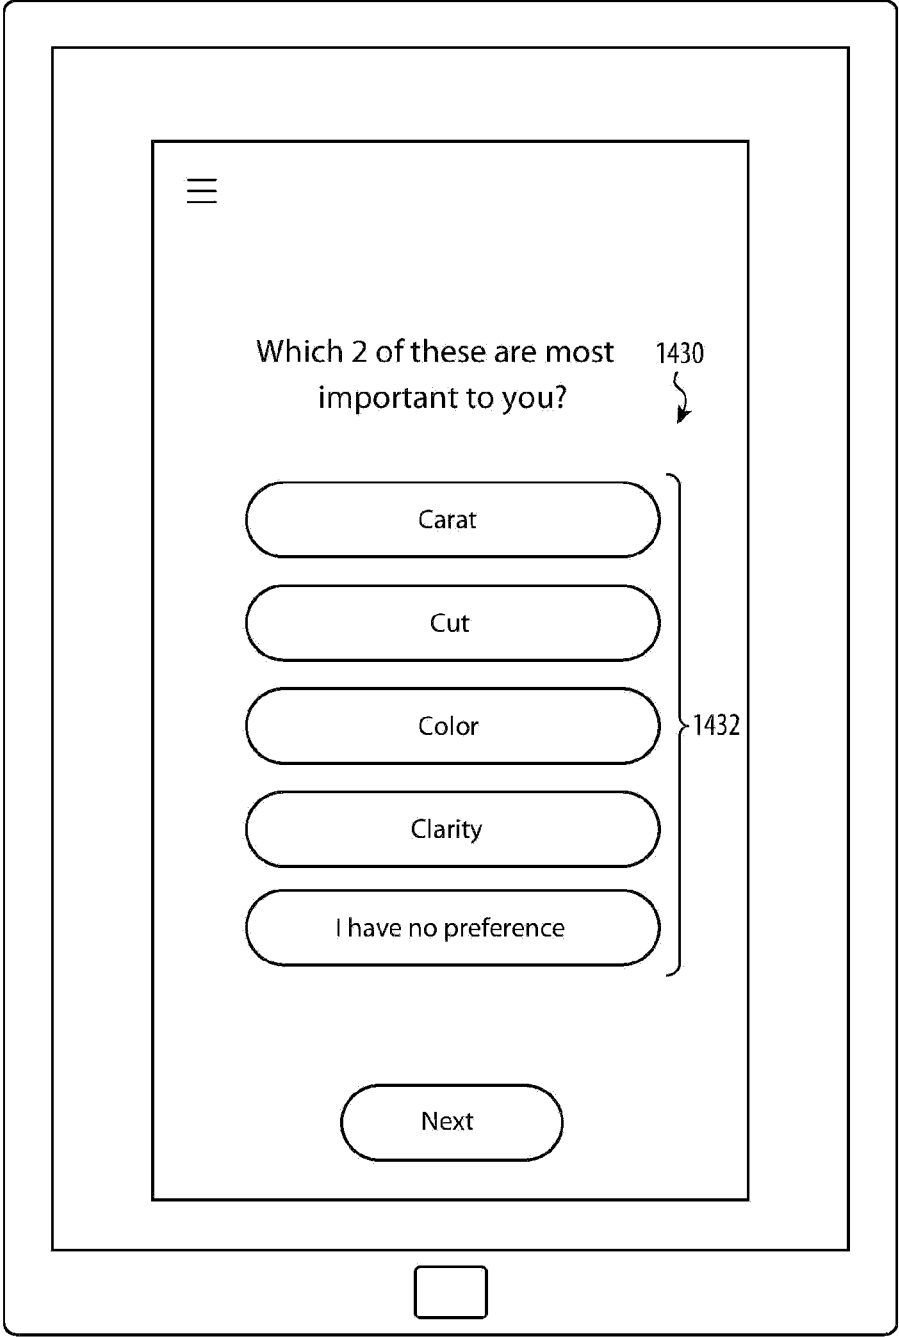 Which 2 of these are most
important to you?
1430
Carat
Cut
Color
Clarity
I have no preference
1432
Next